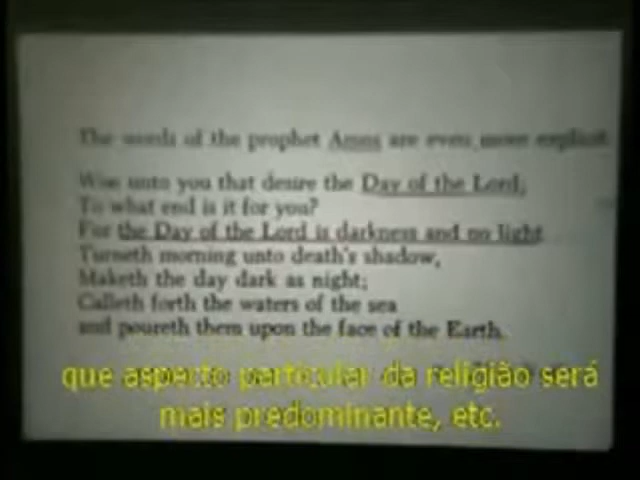 The words of the prophet Amos are even more explicit
Woe unto you that desire the Day of the Lord,
To what end is it for you?
For the Day of the Lord is darkness and no light
Turneth morning unto death's shadow,
Maketh the day dark as night;
Calleth forth the waters of the sea
and poureth them upon the face of the Earth.
que aspecto particular da religião será
mais predominante, etc.